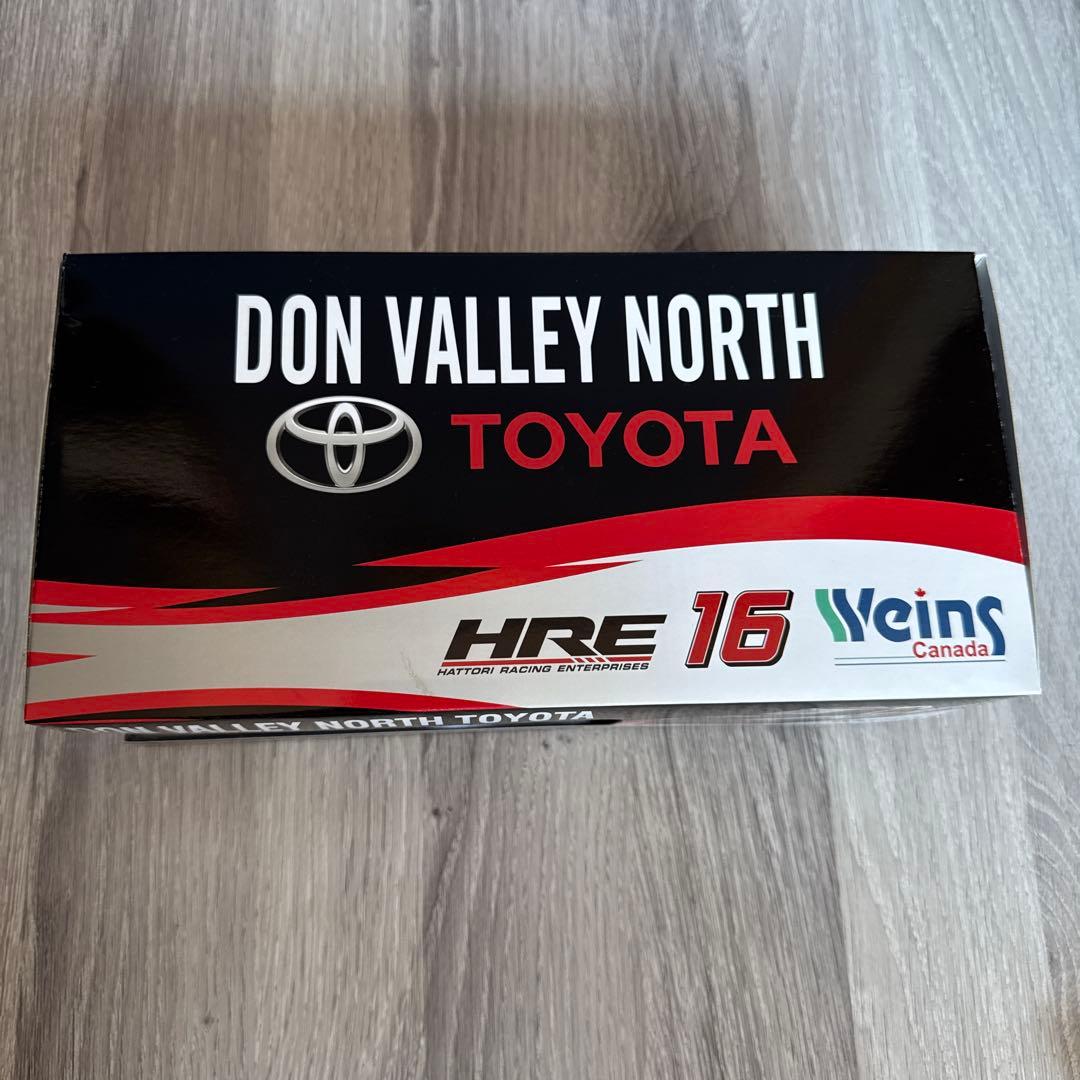 DON VALLEY NORTH
TOYOTA
HRE 16 Weins
HATTORI RACING ENTERPRISES Canada
DON VALLEY NORTH TOYOTA